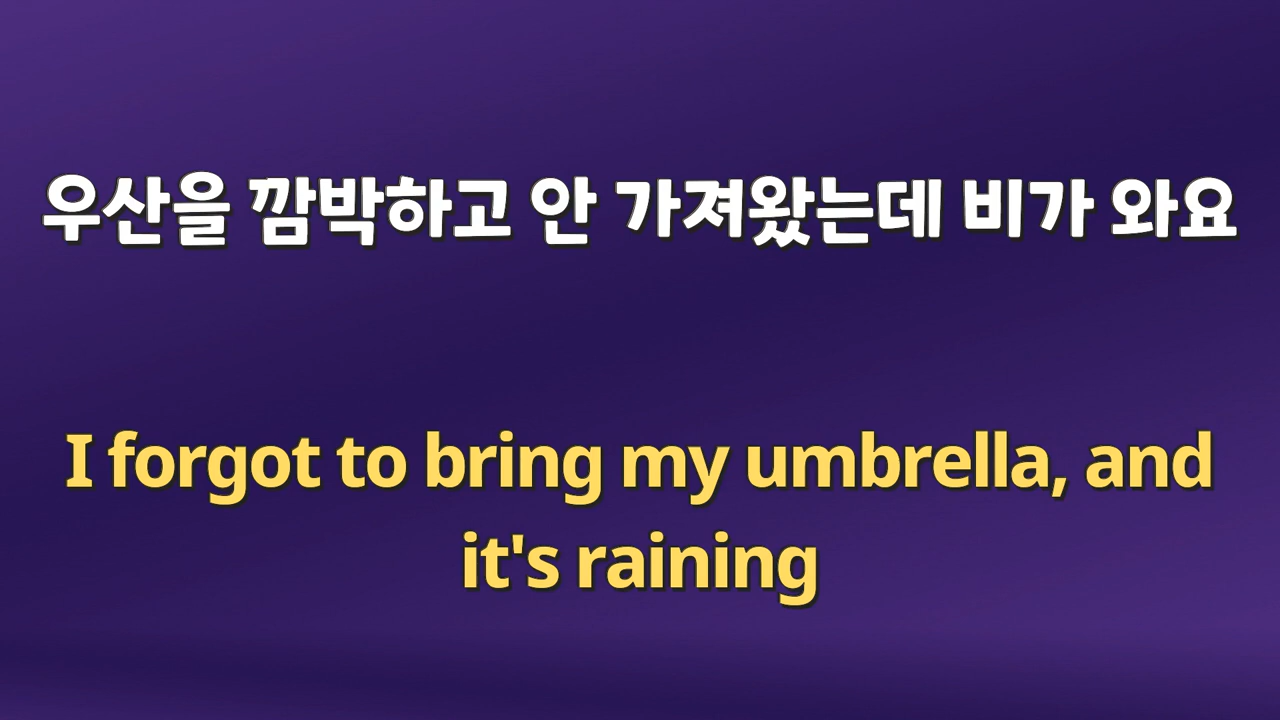 우산을 깜박하고 안 가져왔는데 비가 와요
I forgot to bring my umbrella, and
it's raining